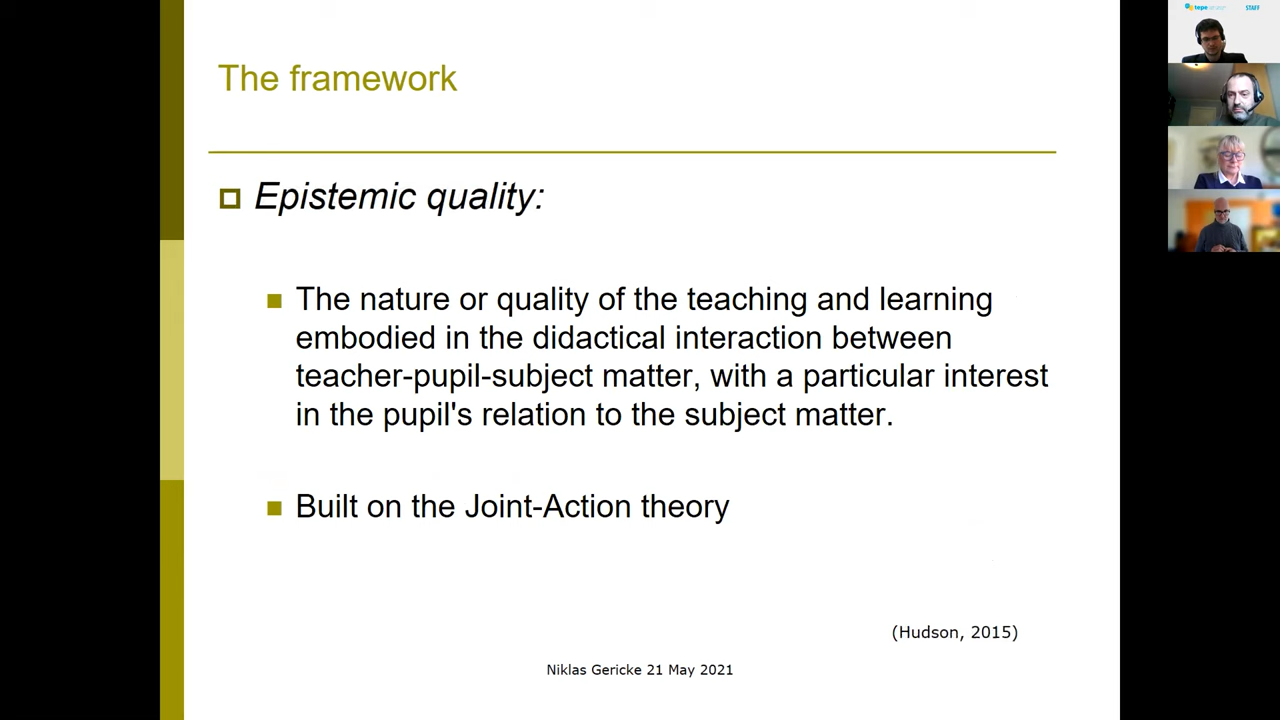 The framework
Epistemic quality:
The nature or quality of the teaching and learning
embodied in the didactical interaction between
teacher-pupil-subject matter, with a particular interest
in the pupil's relation to the subject matter.
Built on the Joint-Action theory
(Hudson, 2015)
Niklas Gericke 21 May 2021
tepe
STAFF